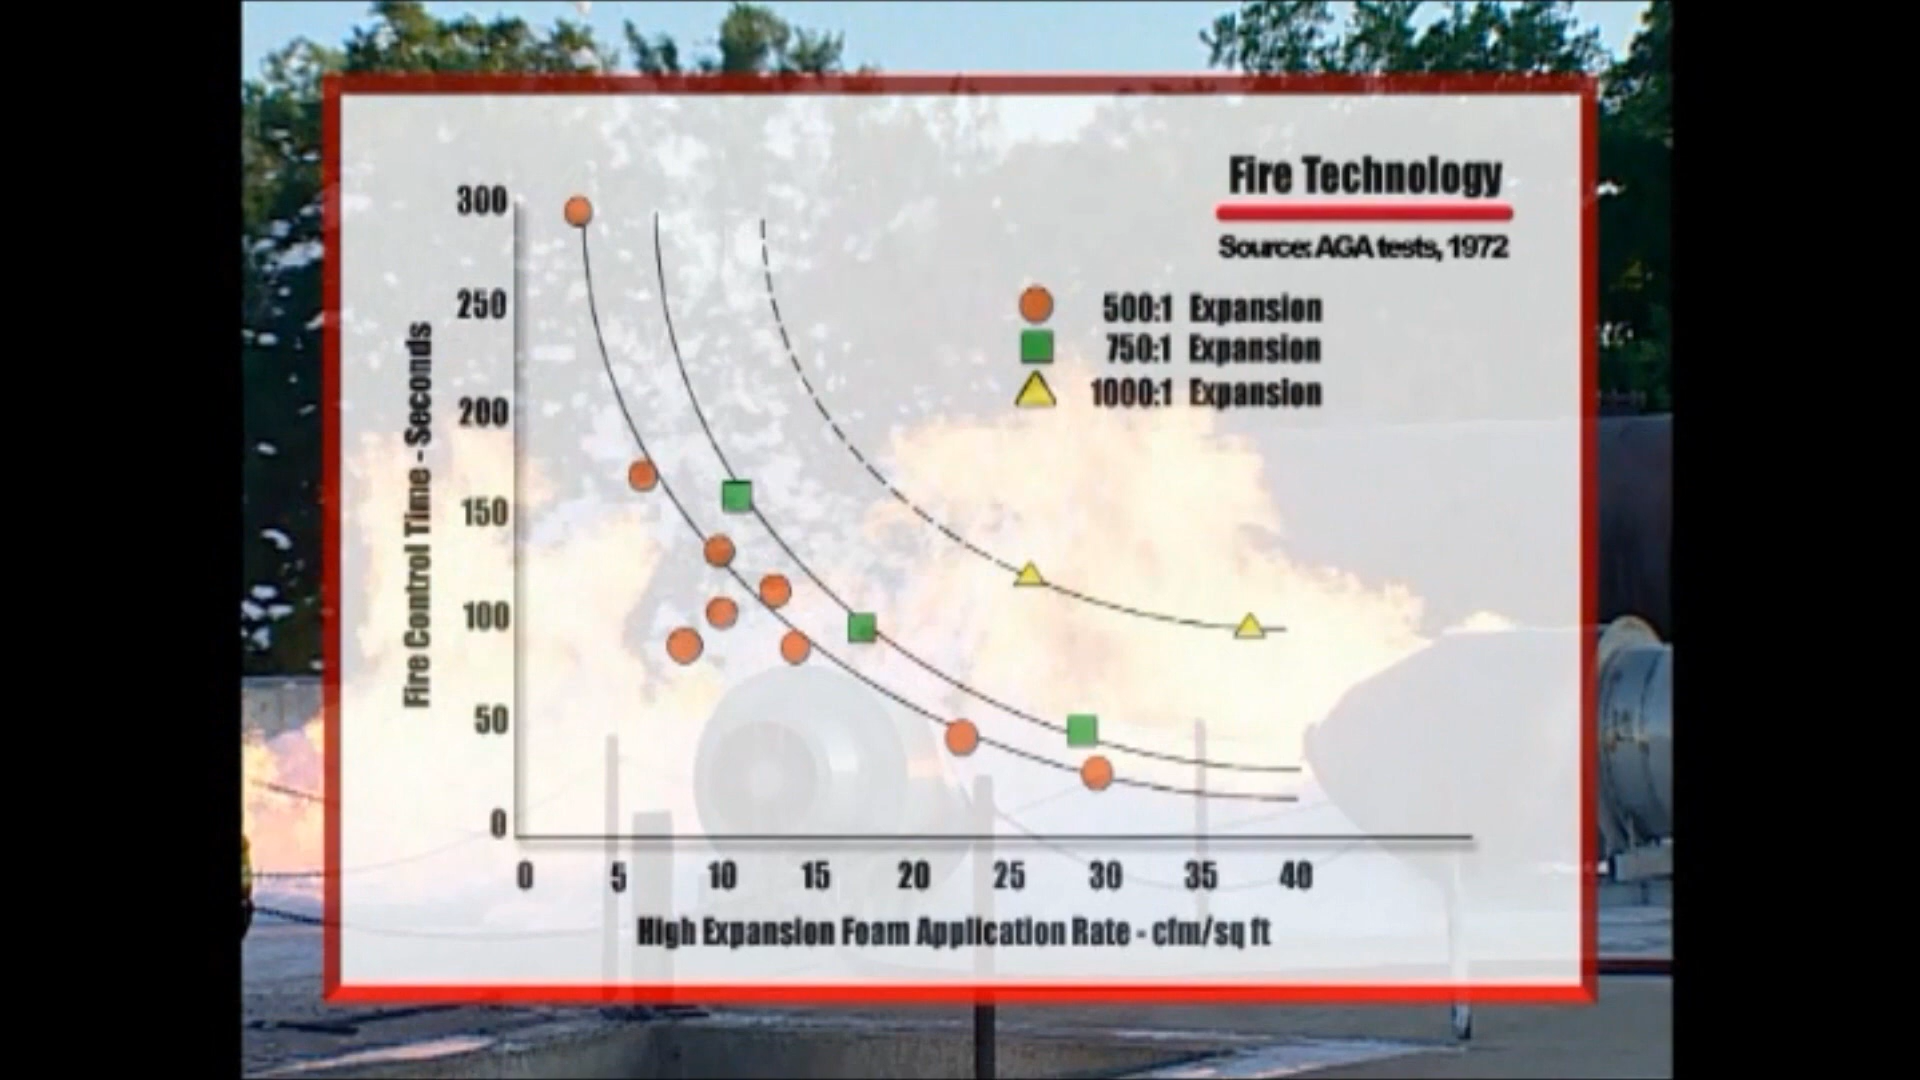 Fire Technology
Source: AGA tests, 1972
500:1 Expansion
750:1 Expansion
1000:1 Expansion
Fire Control Time - Seconds
300
250
200
150
100
50
0
0 5 10 15 20 25 30 35 40
High Expansion Foam Application Rate - cfm/sq ft